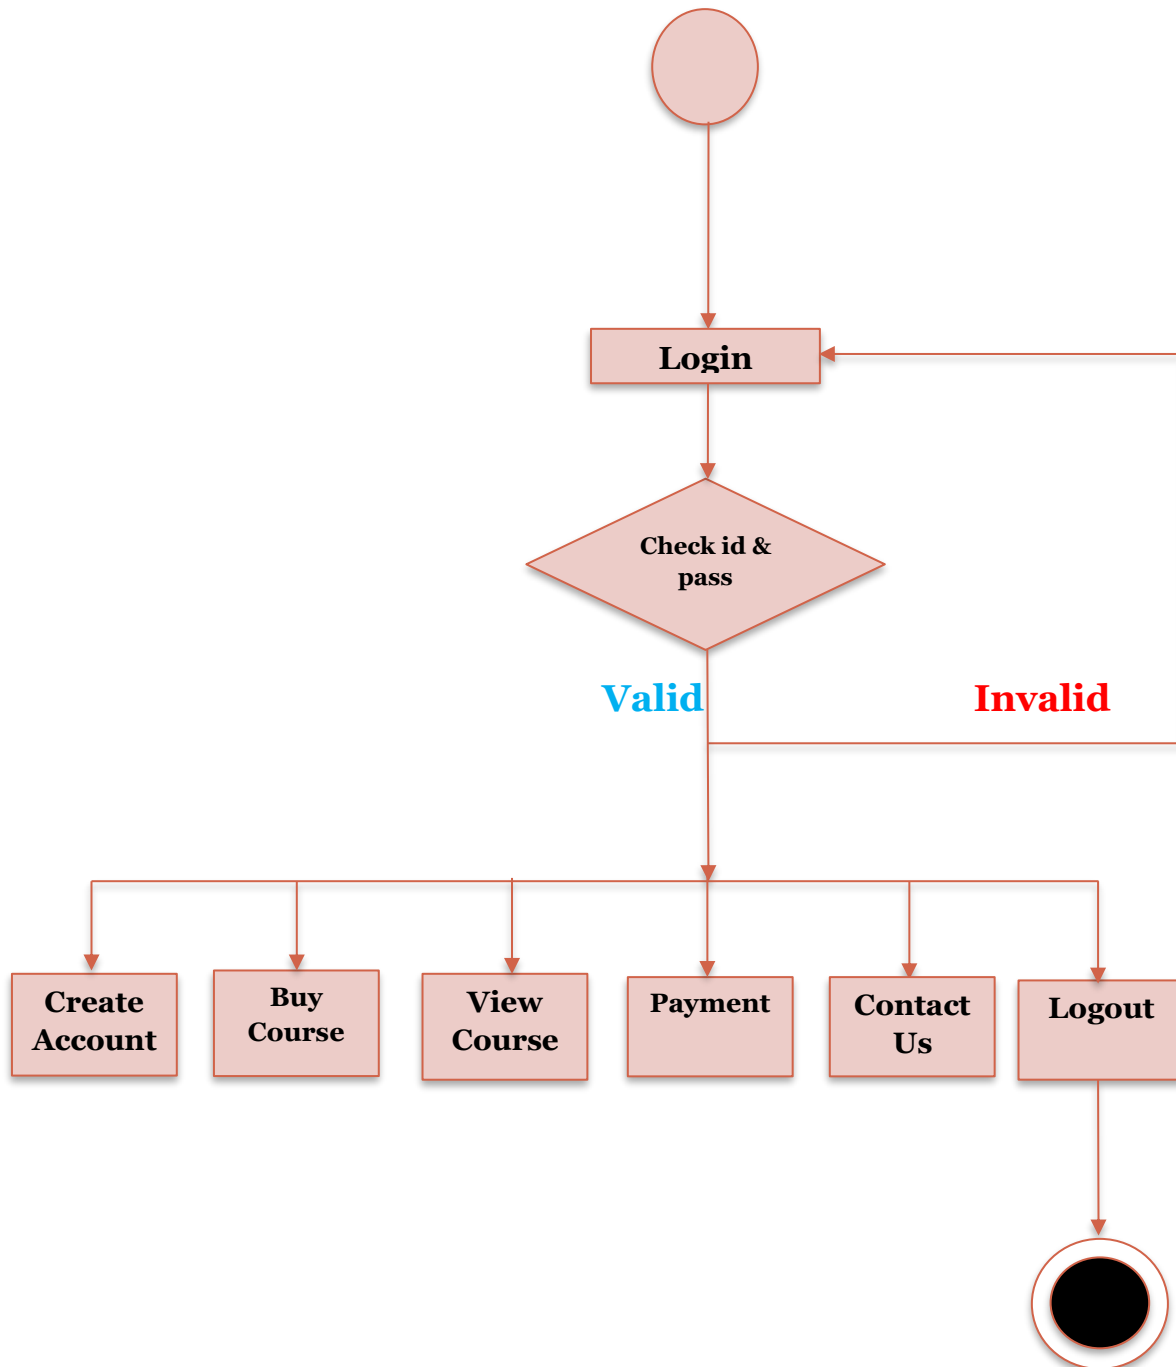 Login
Check id &
pass
Valid
Invalid
Create
Account
Buy
Course
View
Course
Payment
Contact
Us
Logout